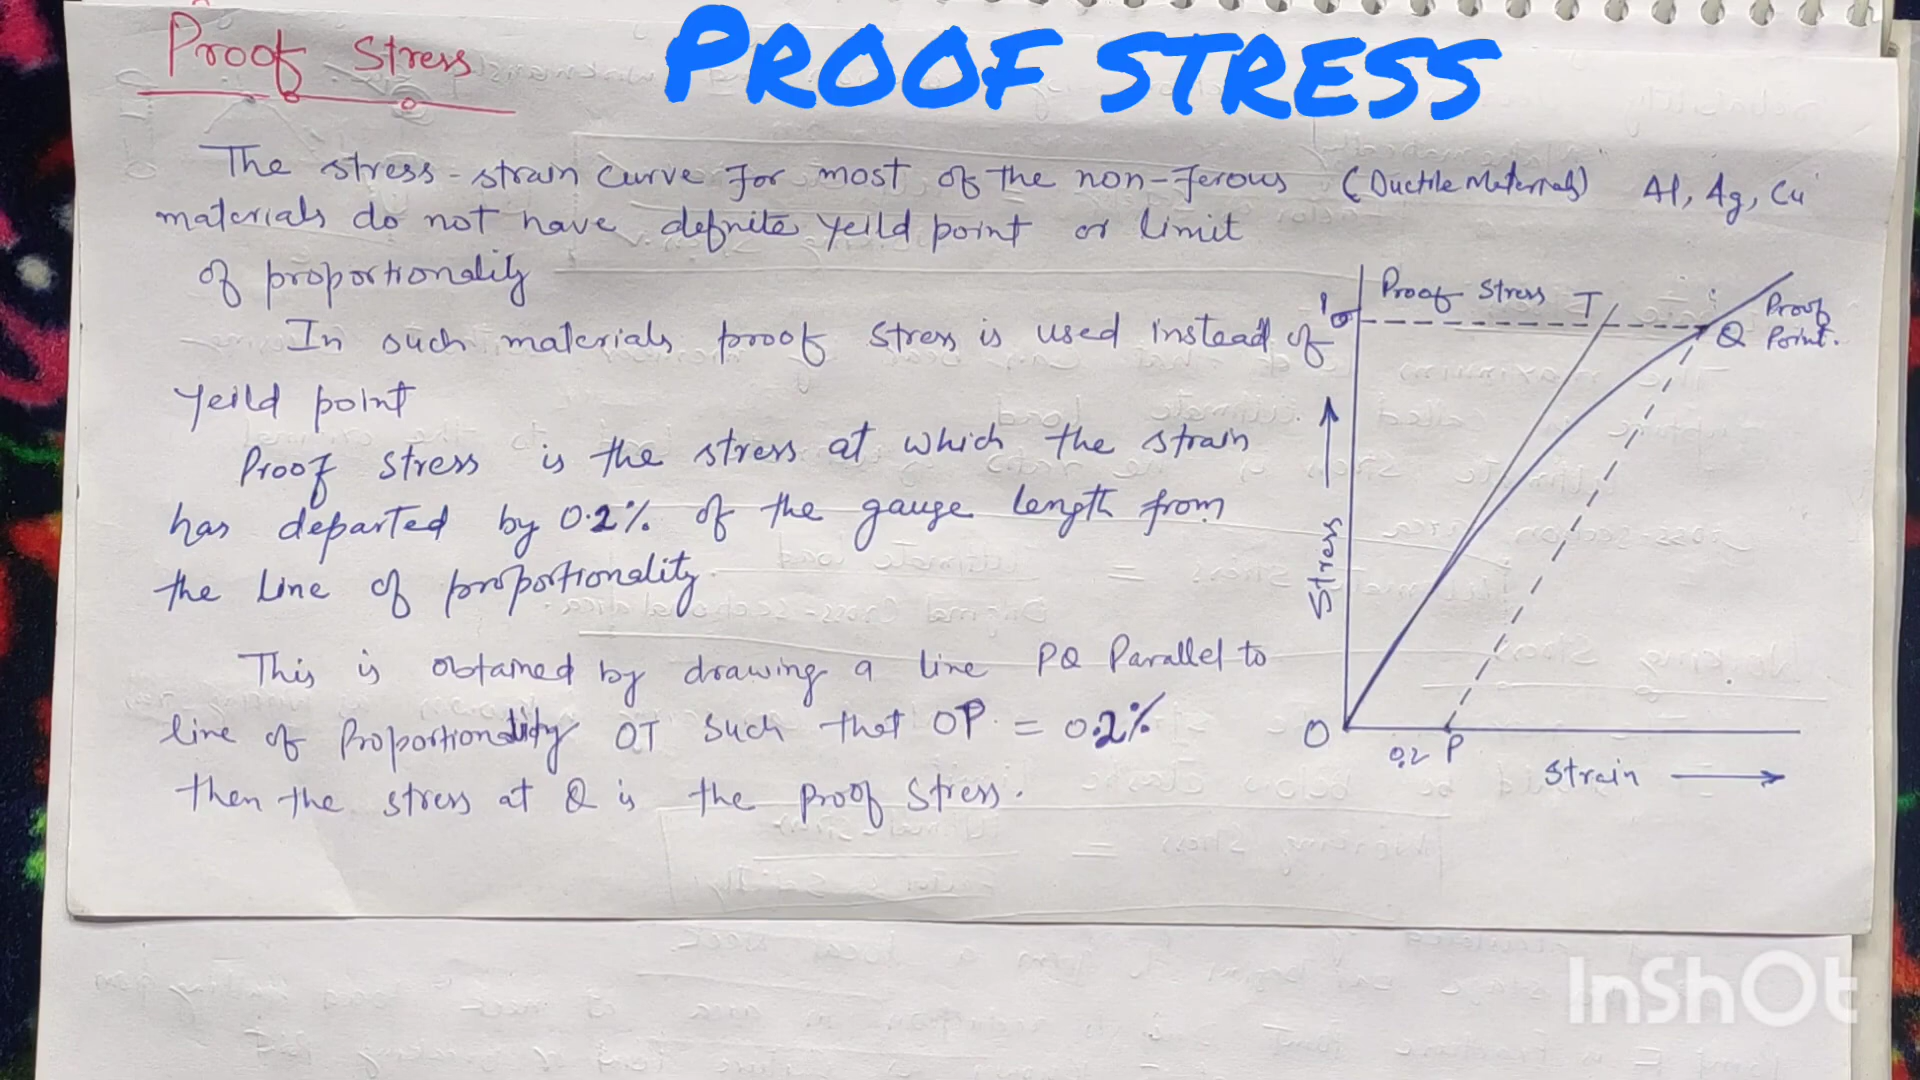 Proof Stress
PROOF STRESS
The stress-strain curve for most of the non-ferous (Ductile Materials) Al, Ag, Cu
materials do not have defnite yeild point or limit
of proportionality
In such materials proof stress is used instead of
yeild point
Proof stress is the stress at which the strain
has departed by 0.2% of the gauge length from
the line of proportionality.
This is obtained by drawing a line PQ Parallel to
line of Proportionality OT such that OP = 0.2%
then the stress at Q is the proof stress.
Proof Stress T
Proof
Q Point.
Stress
O
0.2 P
Strain
InShOt